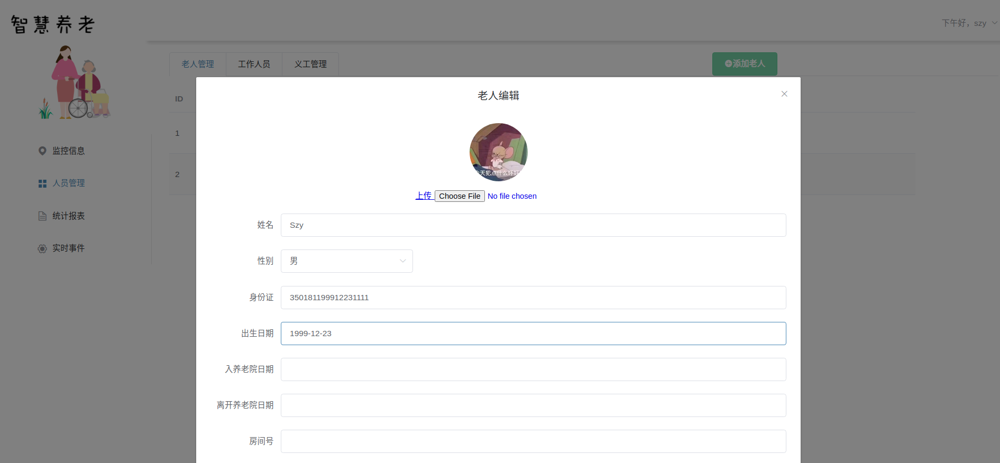 智慧养老
下午好，szy
老人管理 工作人员 义工管理
添加老人
老人编辑
ID
1
2
监控信息
人员管理
统计报表
实时事件
今天犯点什么坏好
上传 Choose File No file chosen
姓名 Szy
性别 男
身份证 350181199912231111
出生日期 1999-12-23
入养老院日期
离开养老院日期
房间号